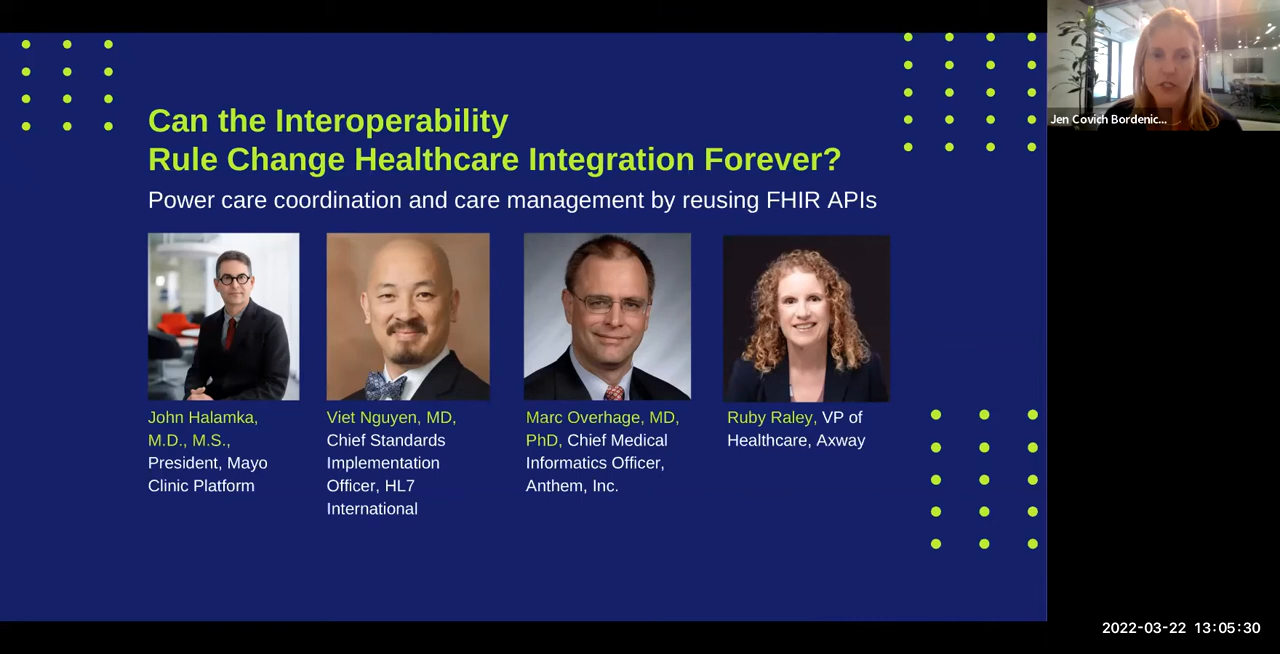 Can the Interoperability
Rule Change Healthcare Integration Forever?
Power care coordination and care management by reusing FHIR APIs
John Halamka,
M.D., M.S.,
President, Mayo
Clinic Platform
Viet Nguyen, MD,
Chief Standards
Implementation
Officer, HL7
International
Marc Overhage, MD,
PhD, Chief Medical
Informatics Officer,
Anthem, Inc.
Ruby Raley, VP of
Healthcare, Axway
Jen Covich Bordenic...
2022-03-22 13:05:30